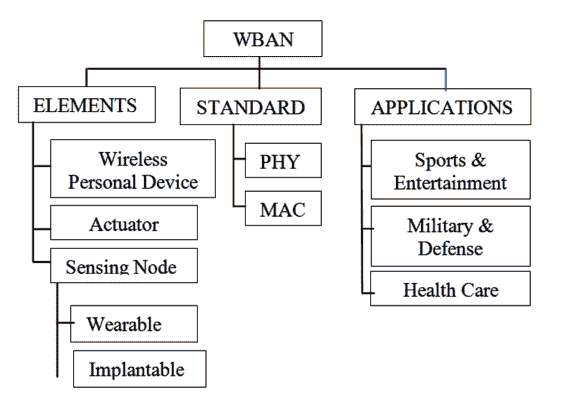 WBAN
ELEMENTS
STANDARD
APPLICATIONS
Wireless
Personal Device
Actuator
Sensing Node
Wearable
Implantable
PHY
MAC
Sports &
Entertainment
Military &
Defense
Health Care